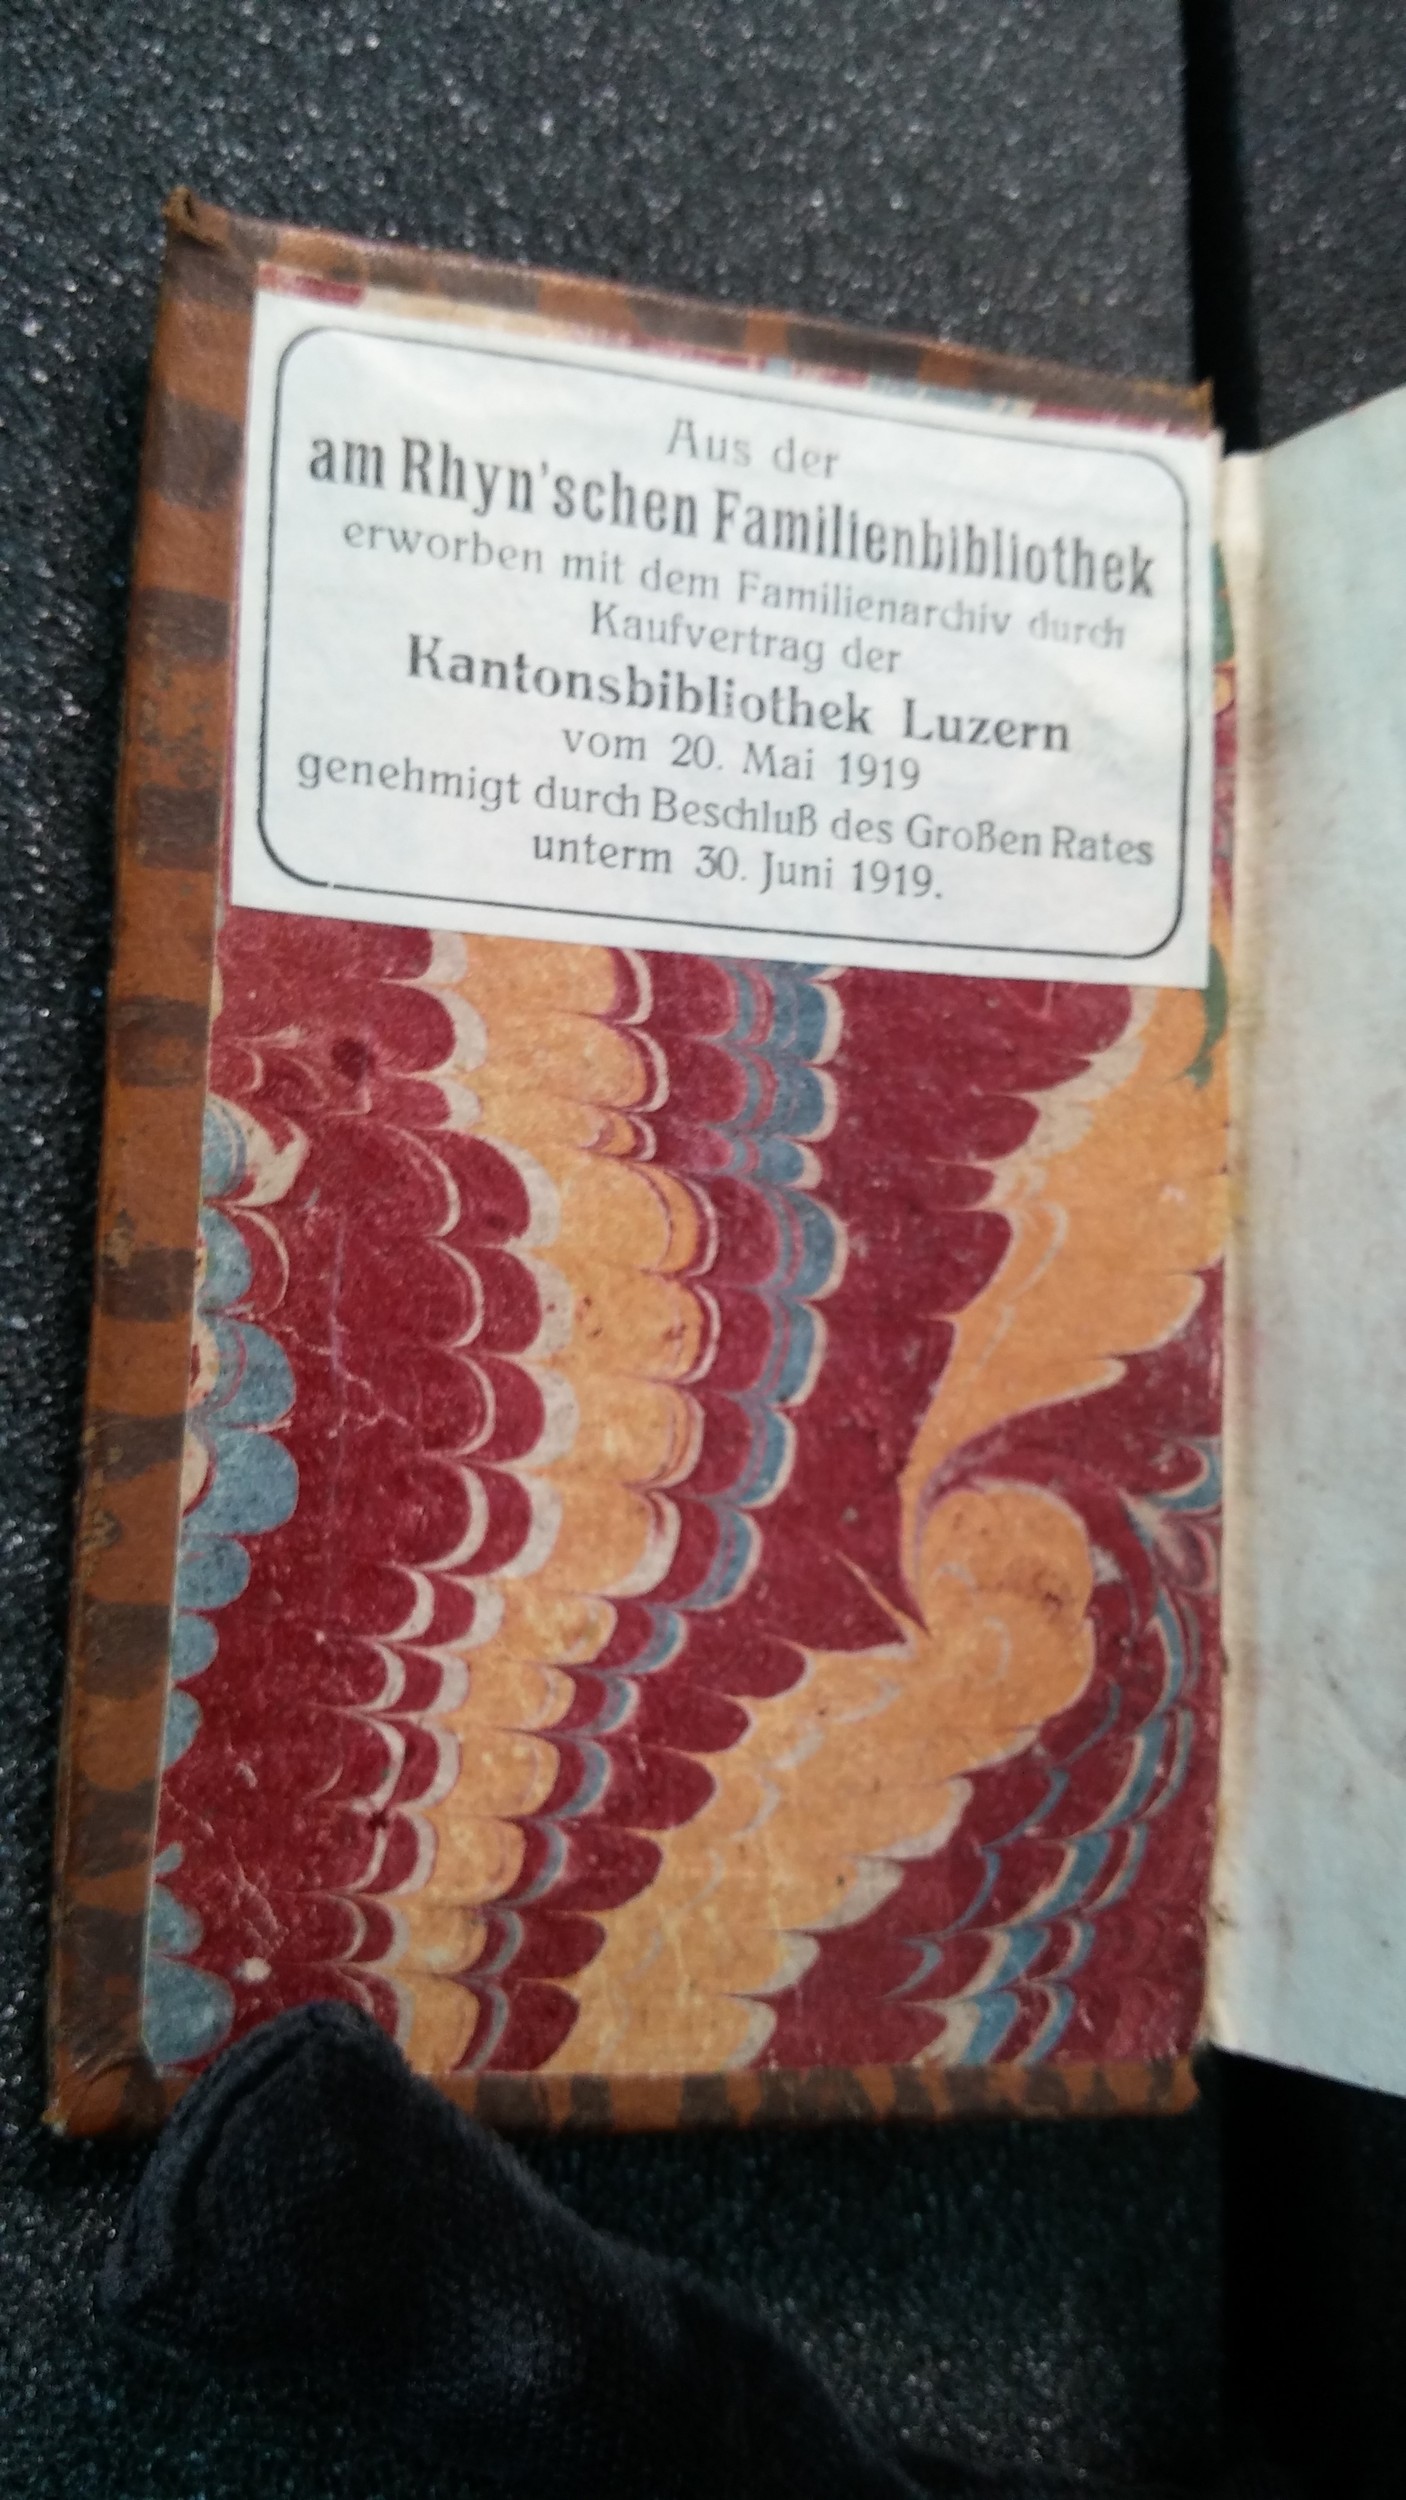 Aus der
am Rhyn'schen Familienbibliothek
erworben mit dem Familienarchiv durch
Kaufvertrag der
Kantonsbibliothek Luzern
vom 20. Mai 1919
genehmigt durch Beschluß des Großen Rates
unterm 30. Juni 1919.